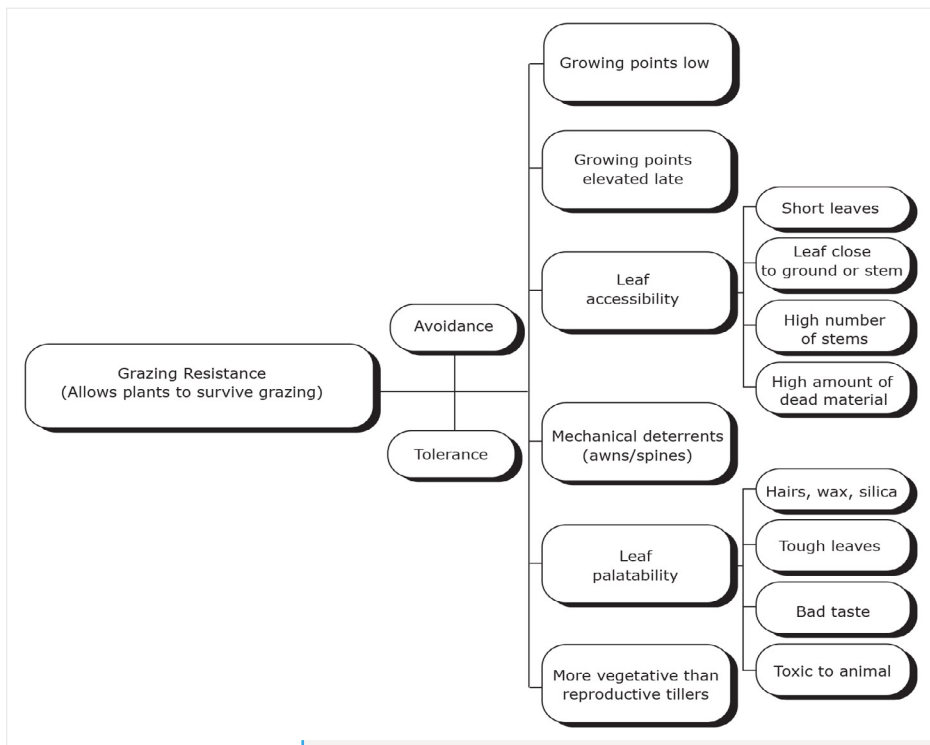 Growing points low
Growing points
elevated late
Short leaves
Leaf close
to ground or stem
Leaf
accessibility
High number
of stems
High amount of
dead material
Avoidance
Grazing Resistance
(Allows plants to survive grazing)
Tolerance
Mechanical deterrents
(awns/spines)
Hairs, wax, silica
Tough leaves
Leaf
palatability
Bad taste
Toxic to animal
More vegetative than
reproductive tillers